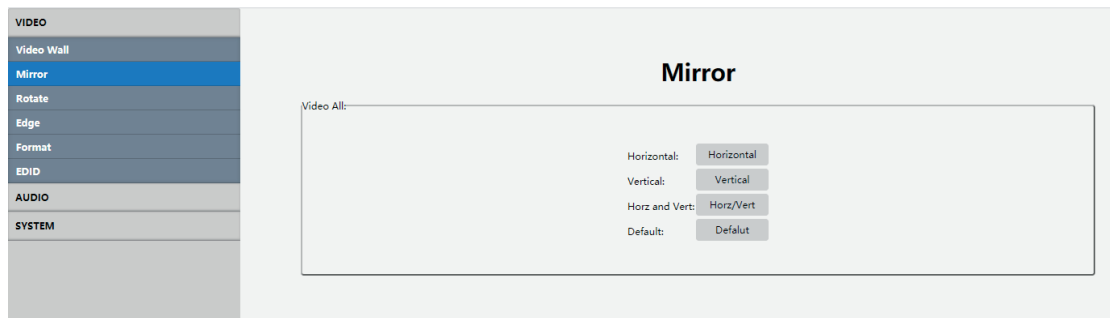 VIDEO
Video Wall
Mirror
Rotate
Edge
Format
EDID
AUDIO
SYSTEM
Mirror
Video All:
Horizontal: Horizontal
Vertical: Vertical
Horz and Vert: Horz/Vert
Default: Defalut